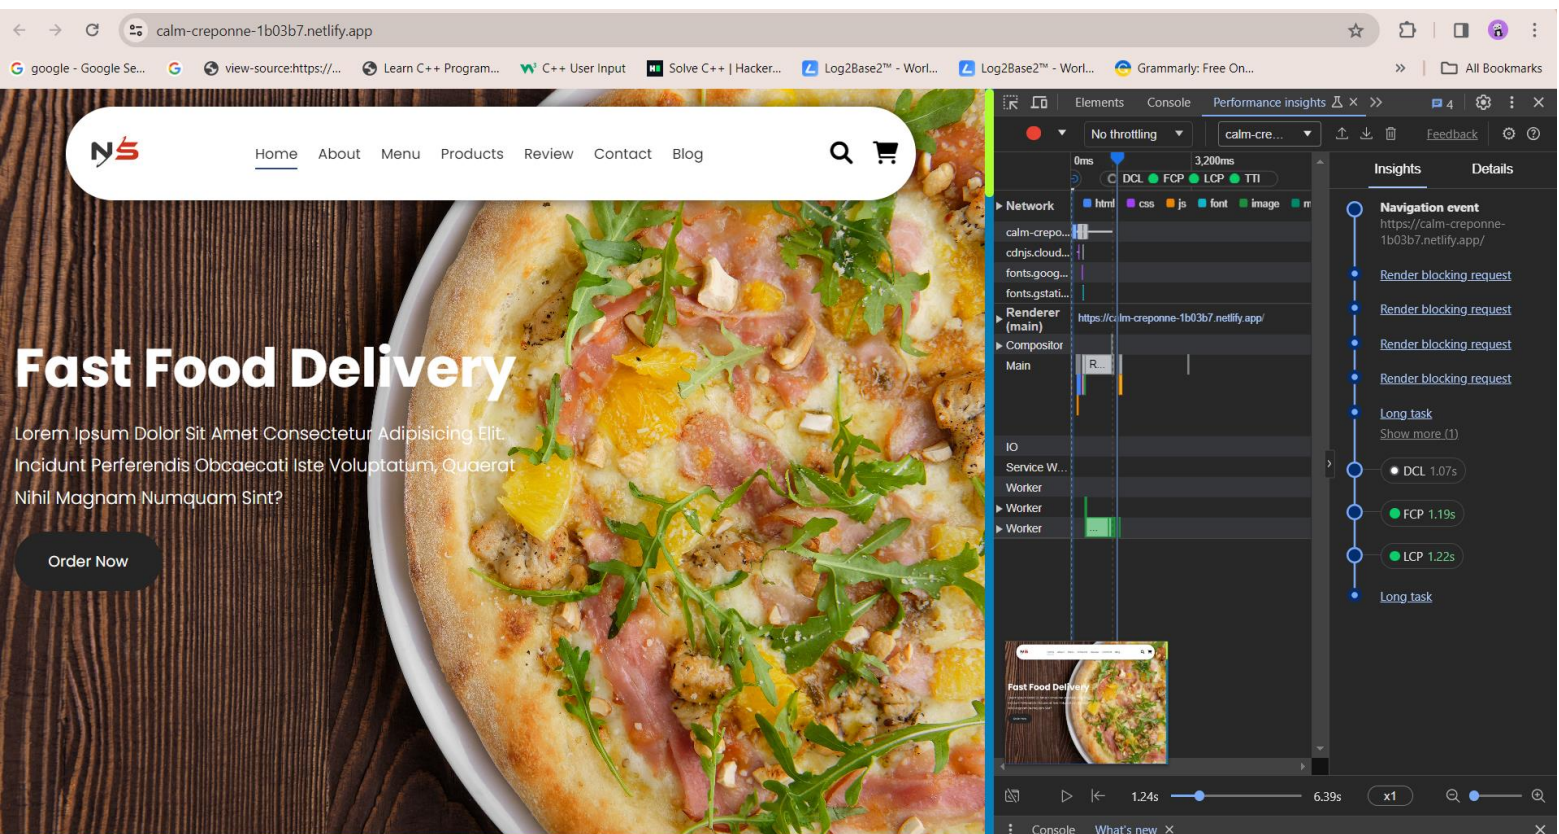 calm-creponne-1b03b7.netlify.app
google - Google Se...
view-source:https://...
Learn C++ Program...
C++ User Input
Solve C++ | Hacker...
Log2Base2™ - Worl...
Log2Base2™ - Worl...
Grammarly: Free On...
»
All Bookmarks
NS
Home About Menu Products Review Contact Blog
Fast Food Delivery
Lorem Ipsum Dolor Sit Amet Consectetur Adipisicing Elit.
Incidunt Perferendis Obcaecati Iste Voluptatum, Quaerat
Nihil Magnam Numquam Sint?
Order Now
Elements Console Performance insights
4
No throttling
calm-cre...
Feedback
0ms 3,200ms
DCL FCP LCP TTI
Network
html css js font image m
calm-crepo...
cdnjs.cloud...
fonts.goog...
fonts.gstati...
Renderer
(main)
https://calm-creponne-1b03b7.netlify.app/
Compositor
Main
R...
IO
Service W...
Worker
Worker
Worker
...
Insights Details
Navigation event
https://calm-creponne-
1b03b7.netlify.app/
Render blocking request
Render blocking request
Render blocking request
Render blocking request
Long task
Show more (1)
DCL 1.07s
FCP 1.19s
LCP 1.22s
Long task
Fast Food Delivery
1.24s
6.39s
x1
Console What's new